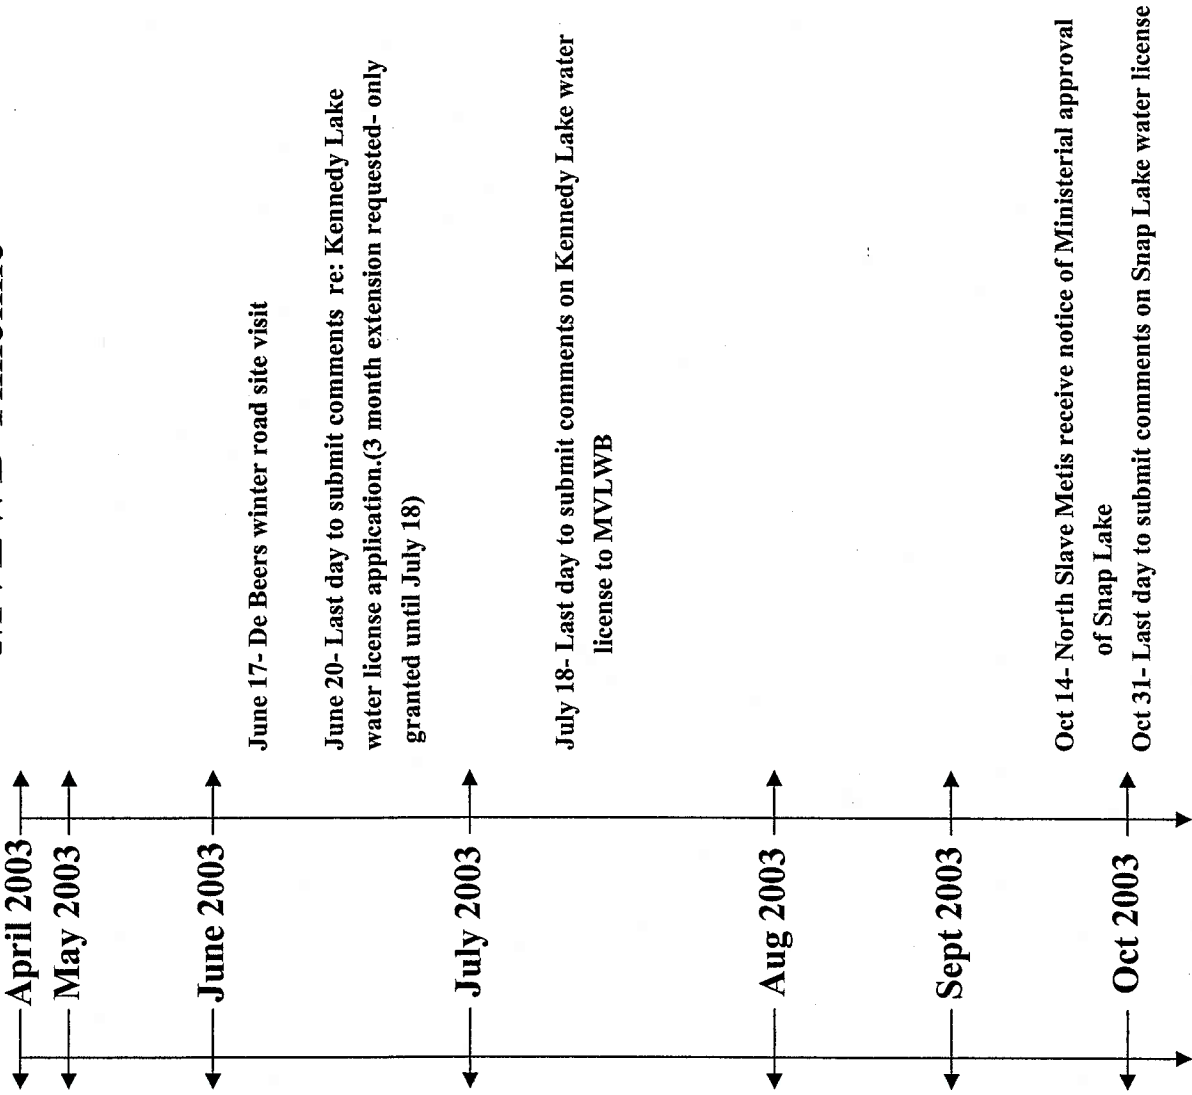 April 2003
May 2003
June 2003
June 17- De Beers winter road site visit
June 20- Last day to submit comments re: Kennedy Lake
water license application.(3 month extension requested- only
granted until July 18)
July 2003
July 18- Last day to submit comments on Kennedy Lake water
license to MVLWB
Aug 2003
Sept 2003
Oct 2003
Oct 14- North Slave Metis receive notice of Ministerial approval
of Snap Lake
Oct 31- Last day to submit comments on Snap Lake water license